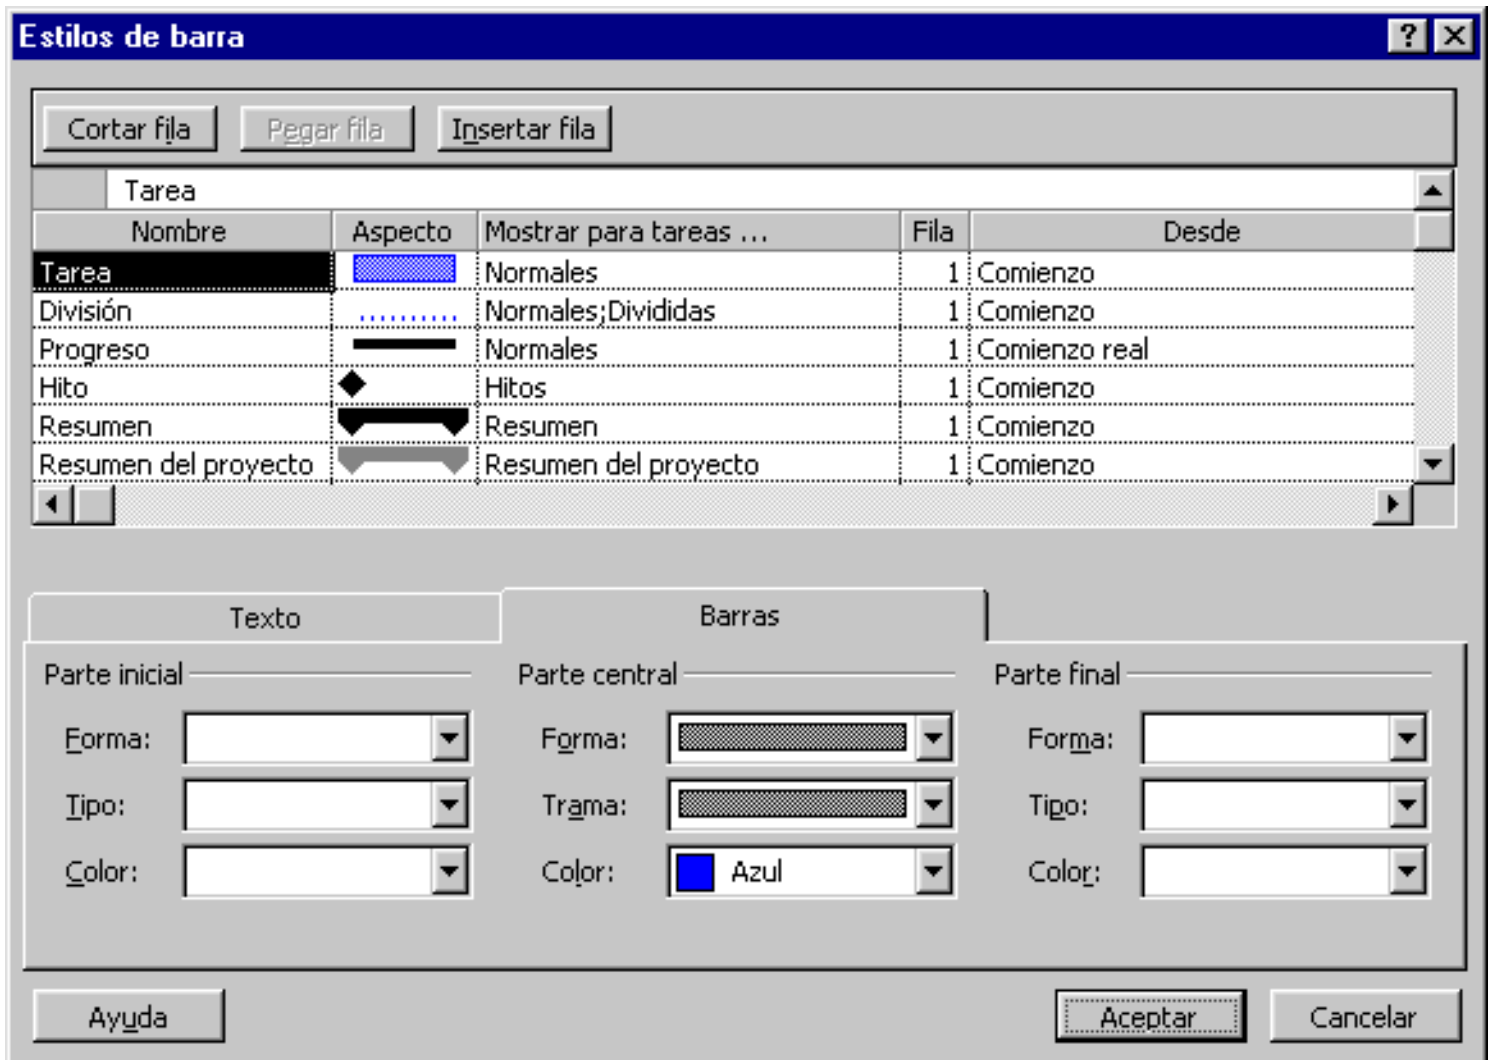 Estilos de barra
Cortar fila Pegar fila Insertar fila
Tarea
Nombre Aspecto Mostrar para tareas ... Fila Desde
Tarea Normales 1 Comienzo
División Normales;Divididas 1 Comienzo
Progreso Normales 1 Comienzo real
Hito Hitos 1 Comienzo
Resumen Resumen 1 Comienzo
Resumen del proyecto Resumen del proyecto 1 Comienzo
Texto Barras
Parte inicial Parte central Parte final
Forma: Forma: Forma:
Tipo: Trama: Tipo:
Color: Color: Azul Color:
Ayuda Aceptar Cancelar